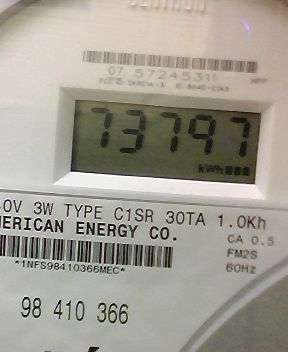 07 57245311
73797
kWh
0V 3W TYPE C1SR 30TA 1.0Kh
MERICAN ENERGY CO.
CA 0.5
*1NFS98410366MEC*
FM2S
60Hz
98 410 366